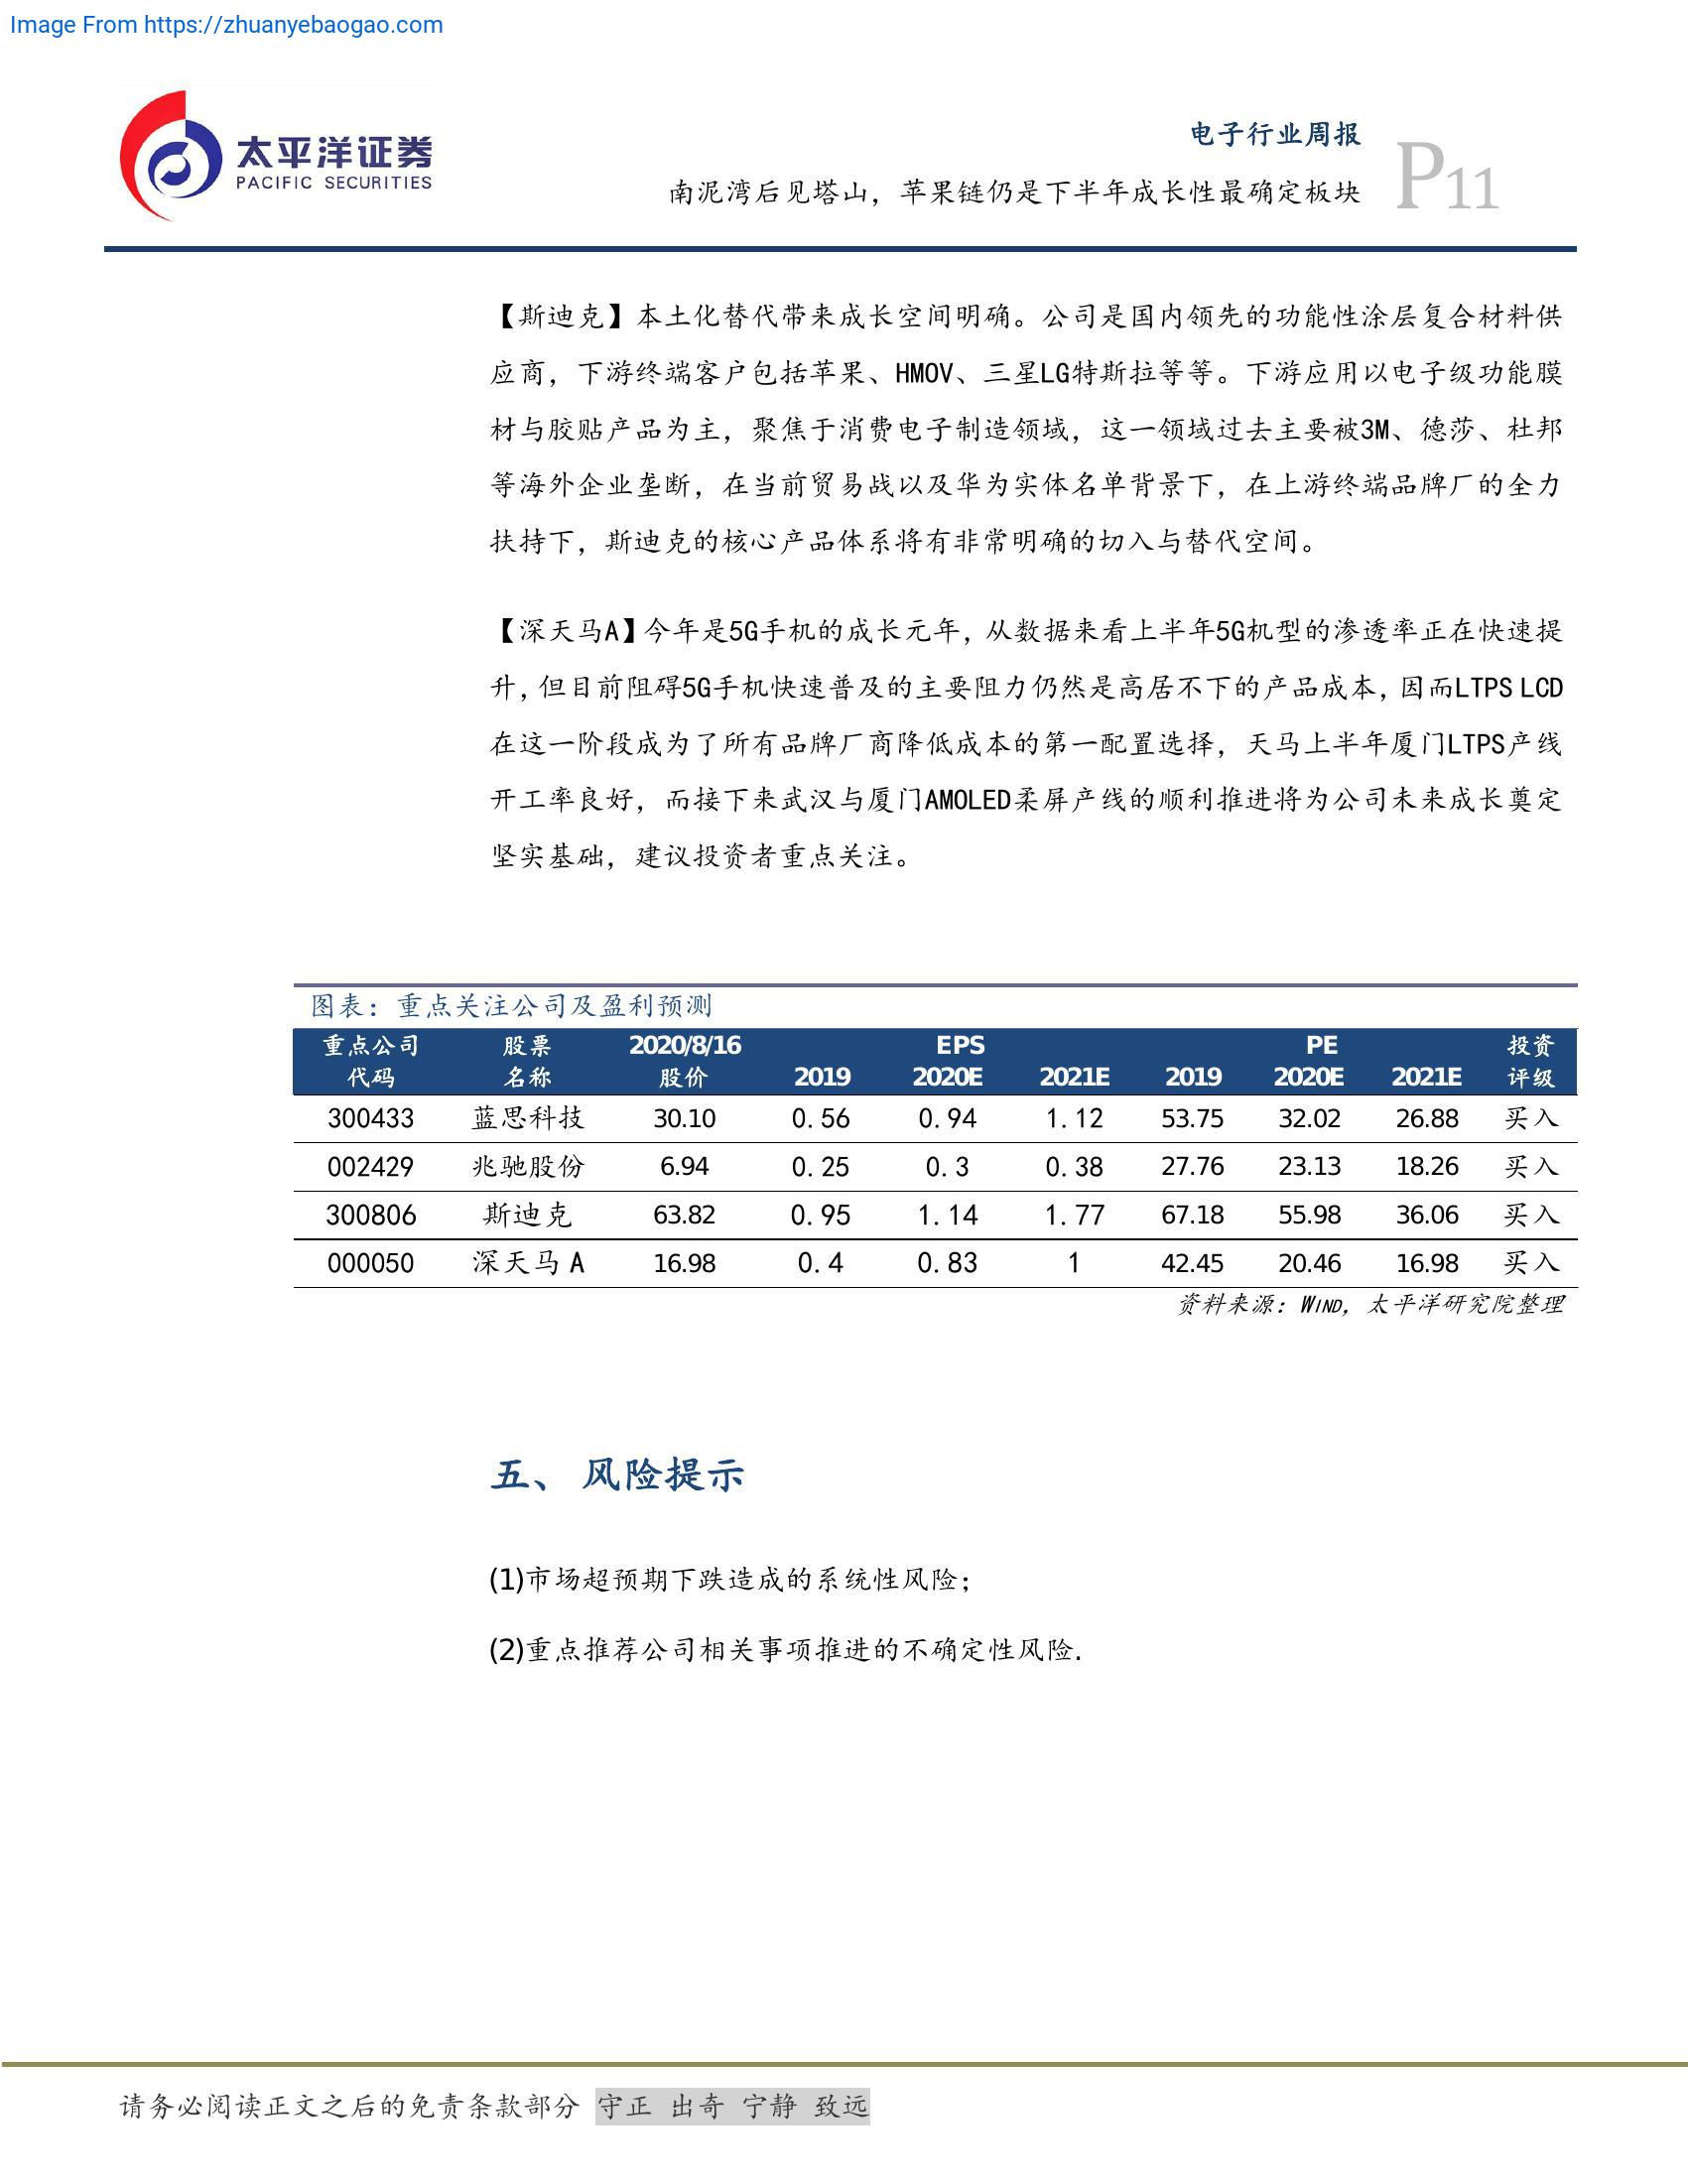 Image From https://zhuanyebaogao.com
太平洋证券
PACIFIC SECURITIES
电子行业周报
南泥湾后见塔山，苹果链仍是下半年成长性最确定板块
P11
【斯迪克】本土化替代带来成长空间明确。公司是国内领先的功能性涂层复合材料供
应商，下游终端客户包括苹果、HMOV、三星LG特斯拉等等。下游应用以电子级功能膜
材与胶贴产品为主，聚焦于消费电子制造领域，这一领域过去主要被3M、德莎、杜邦
等海外企业垄断，在当前贸易战以及华为实体名单背景下，在上游终端品牌厂的全力
扶持下，斯迪克的核心产品体系将有非常明确的切入与替代空间。
【深天马A】今年是5G手机的成长元年，从数据来看上半年5G机型的渗透率正在快速提
升，但目前阻碍5G手机快速普及的主要阻力仍然是高居不下的产品成本，因而LTPS LCD
在这一阶段成为了所有品牌厂商降低成本的第一配置选择，天马上半年厦门LTPS产线
开工率良好，而接下来武汉与厦门AMOLED柔屏产线的顺利推进将为公司未来成长奠定
坚实基础，建议投资者重点关注。
图表：重点关注公司及盈利预测
重点公司 股票 2020/8/16 EPS PE 投资
代码 名称 股价 2019 2020E 2021E 2019 2020E 2021E 评级
300433 蓝思科技 30.10 0.56 0.94 1.12 53.75 32.02 26.88 买入
002429 兆驰股份 6.94 0.25 0.3 0.38 27.76 23.13 18.26 买入
300806 斯迪克 63.82 0.95 1.14 1.77 67.18 55.98 36.06 买入
000050 深天马 A 16.98 0.4 0.83 1 42.45 20.46 16.98 买入
资料来源：WIND，太平洋研究院整理
五、 风险提示
(1)市场超预期下跌造成的系统性风险；
(2)重点推荐公司相关事项推进的不确定性风险.
请务必阅读正文之后的免责条款部分 守正 出奇 宁静 致远